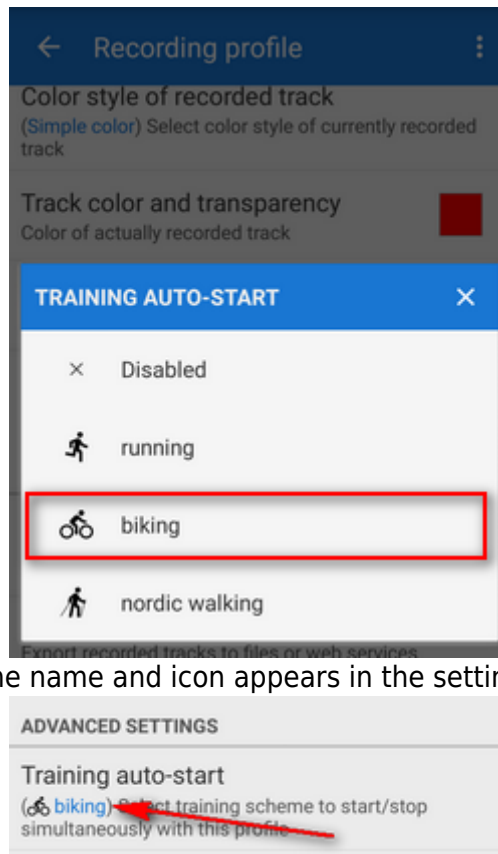 Recording profile
Color style of recorded track
(Simple color) Select color style of currently recorded
track
Track color and transparency
Color of actually recorded track
TRAINING AUTO-START
Disabled
running
biking
nordic walking
Export recorded tracks to files or web services
e name and icon appears in the settin
ADVANCED SETTINGS
Training auto-start
(biking) Select training scheme to start/stop
simultaneously with this profile